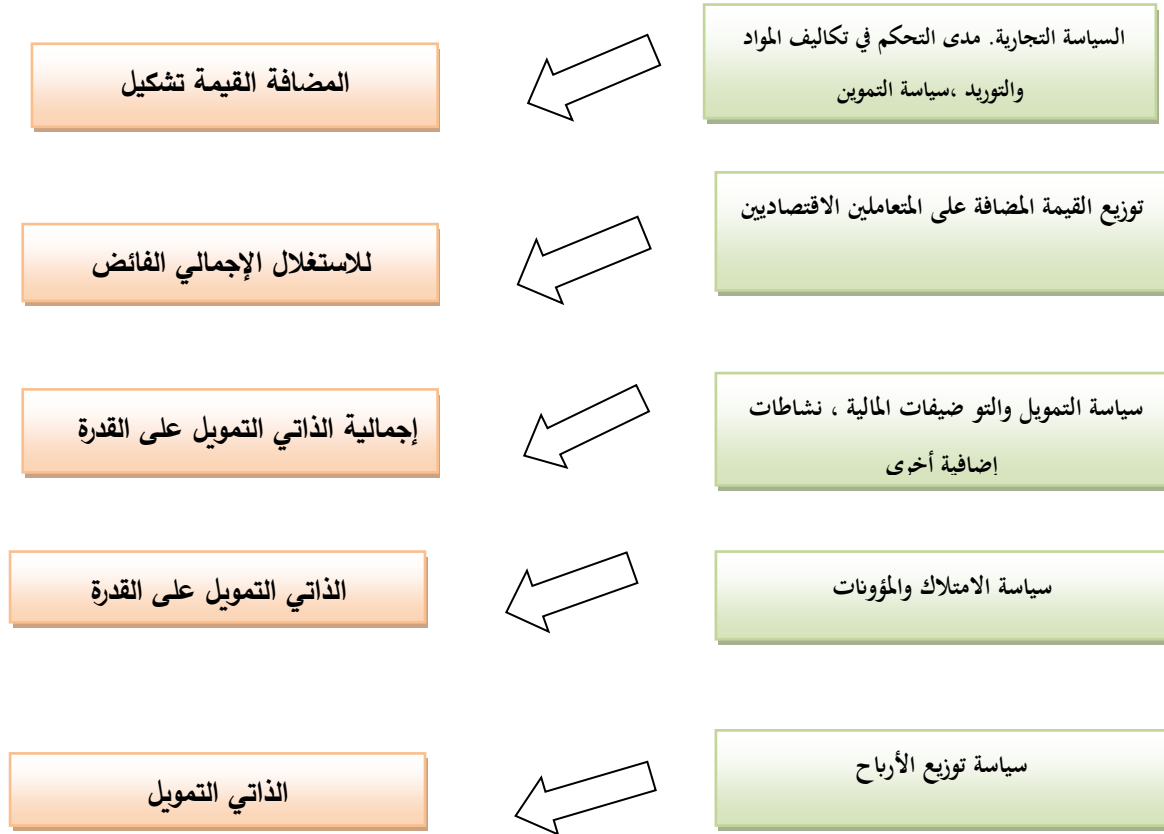 السياسة التجارية. مدى التحكم في تكاليف المواد
والتوريد ،سياسة التموين
المضافة القيمة تشكيل
توزيع القيمة المضافة على المتعاملين الاقتصاديين
للاستغلال الإجمالي الفائض
سياسة التمويل والتو ضيفات المالية ، نشاطات
إضافية أخرى
إجمالية الذاتي التمويل على القدرة
سياسة الامتلاك والمؤونات
الذاتي التمويل على القدرة
سياسة توزيع الأرباح
الذاتي التمويل